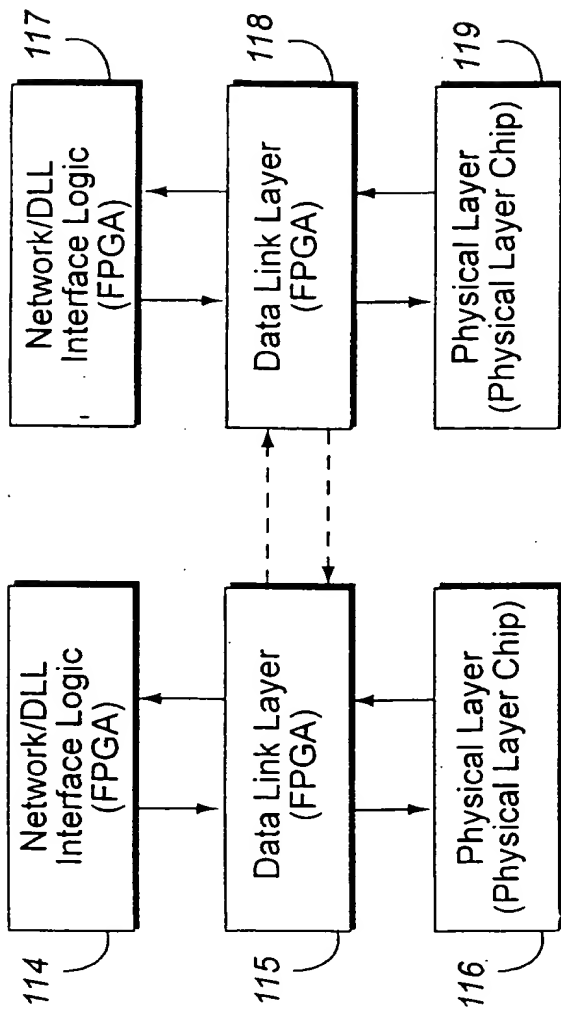 114
Network/DLL
Interface Logic
(FPGA)
115
Data Link Layer
(FPGA)
116
Physical Layer
(Physical Layer Chip)
117
Network/DLL
Interface Logic
(FPGA)
118
Data Link Layer
(FPGA)
119
Physical Layer
(Physical Layer Chip)